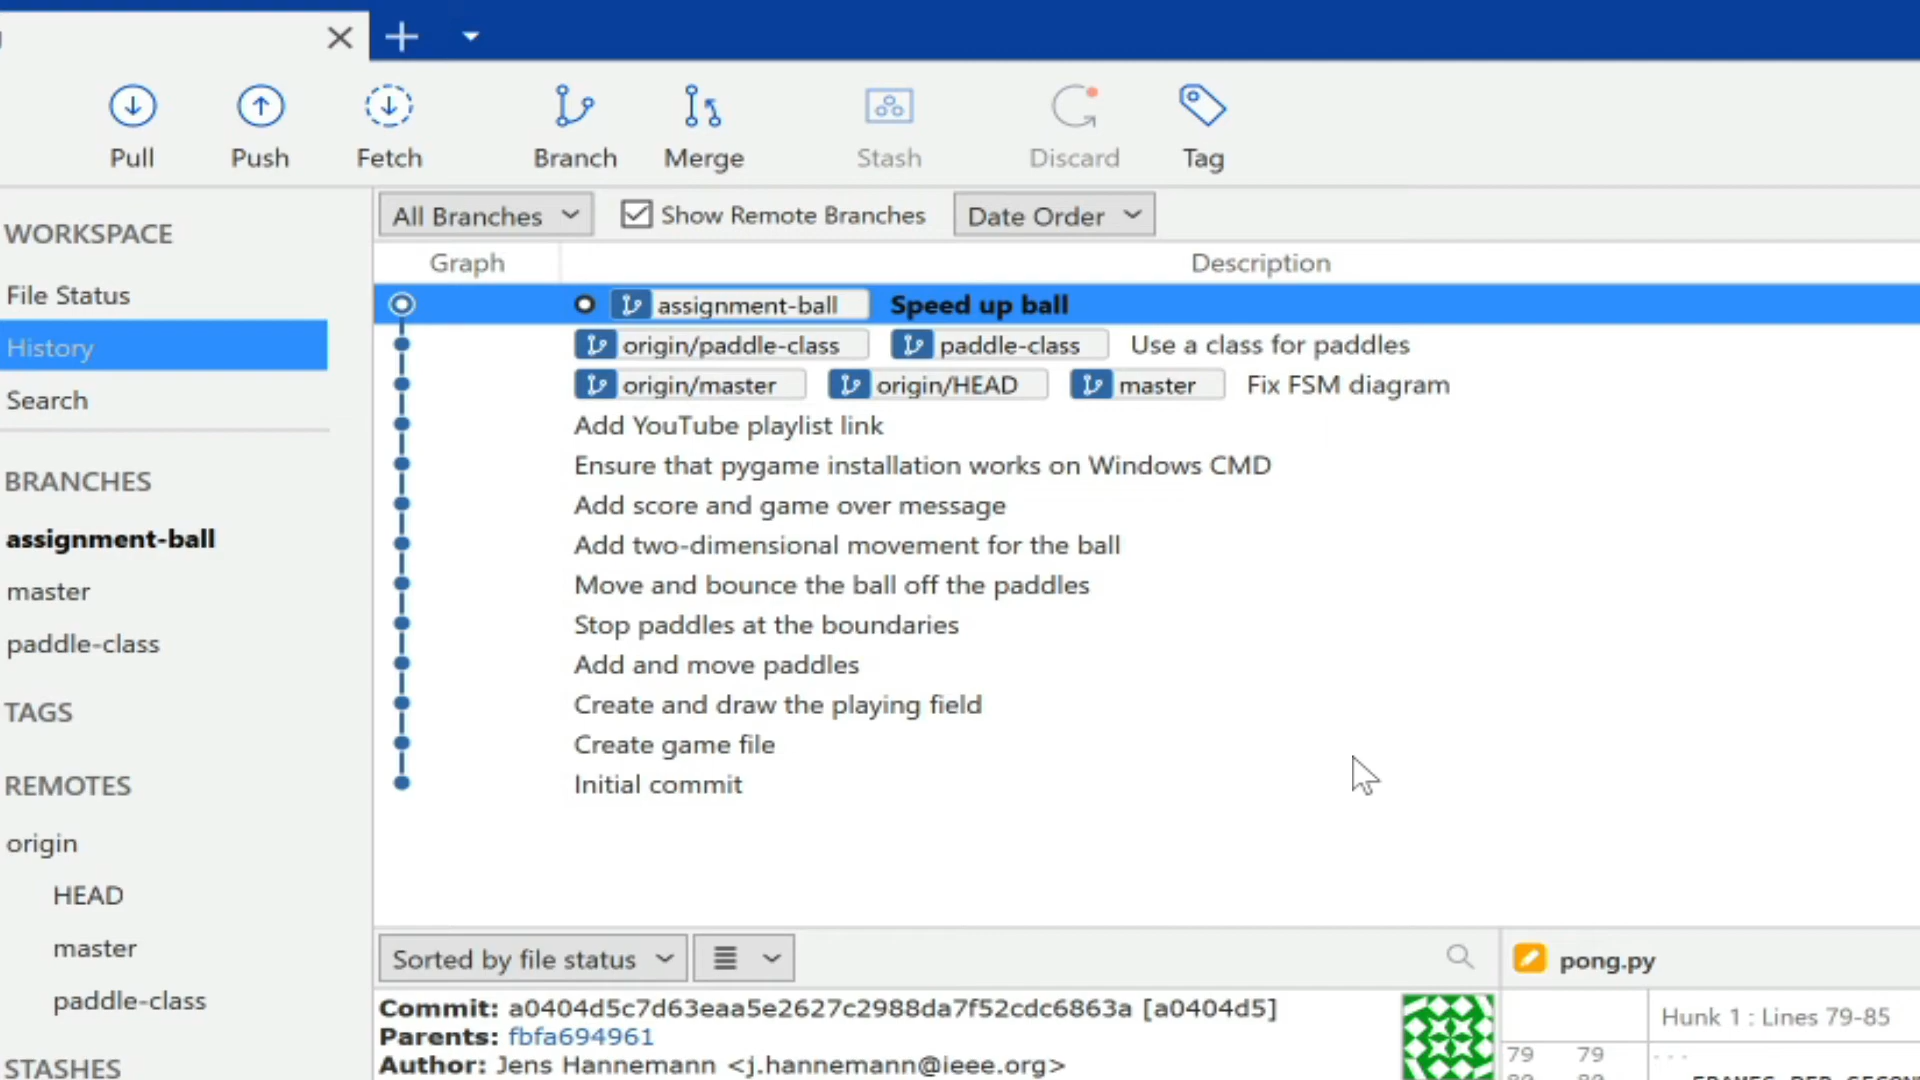 Pull Push Fetch Branch Merge Stash Discard Tag
All Branches Show Remote Branches Date Order
WORKSPACE
File Status
History
Search
BRANCHES
assignment-ball
master
paddle-class
TAGS
REMOTES
origin
HEAD
master
paddle-class
STASHES
Graph Description
assignment-ball Speed up ball
origin/paddle-class paddle-class Use a class for paddles
origin/master origin/HEAD master Fix FSM diagram
Add YouTube playlist link
Ensure that pygame installation works on Windows CMD
Add score and game over message
Add two-dimensional movement for the ball
Move and bounce the ball off the paddles
Stop paddles at the boundaries
Add and move paddles
Create and draw the playing field
Create game file
Initial commit
Sorted by file status
Commit: a0404d5c7d63eaa5e2627c2988da7f52cdc6863a [a0404d5]
Parents: fbfa694961
Author: Jens Hannemann <j.hannemann@ieee.org>
pong.py
Hunk 1 : Lines 79-85
79 79 ...